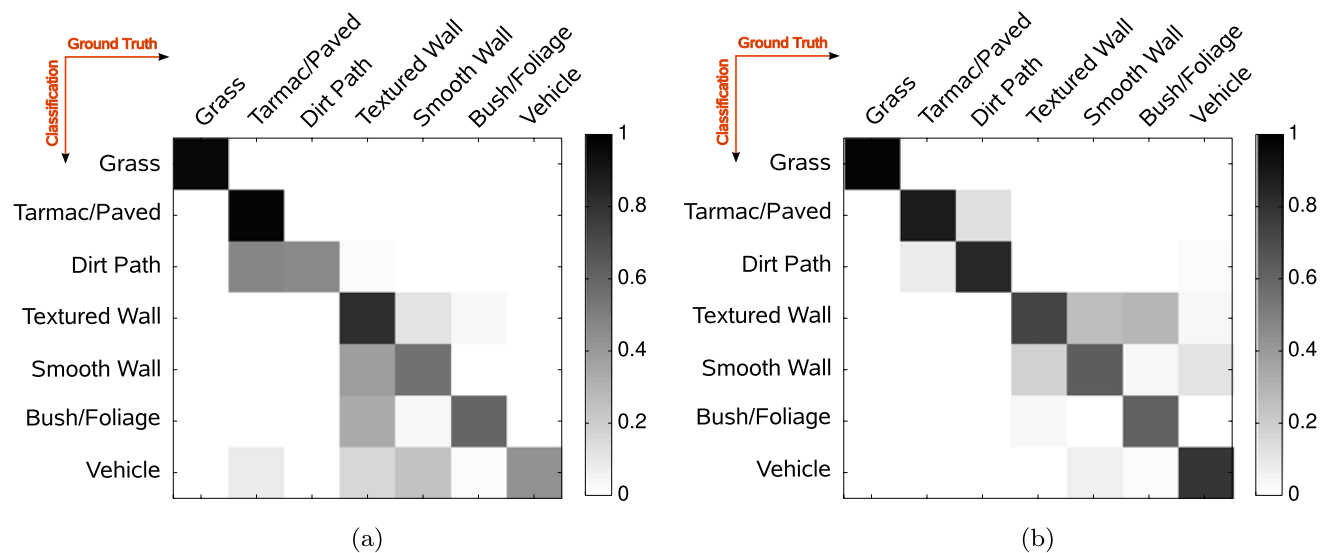 Ground Truth
Classification
Grass
Tarmac/Paved
Dirt Path
Textured Wall
Smooth Wall
Bush/Foliage
Vehicle
Grass
Tarmac/Paved
Dirt Path
Textured Wall
Smooth Wall
Bush/Foliage
Vehicle
1
0.8
0.6
0.4
0.2
0
(a)
Ground Truth
Classification
Grass
Tarmac/Paved
Dirt Path
Textured Wall
Smooth Wall
Bush/Foliage
Vehicle
Grass
Tarmac/Paved
Dirt Path
Textured Wall
Smooth Wall
Bush/Foliage
Vehicle
1
0.8
0.6
0.4
0.2
0
(b)